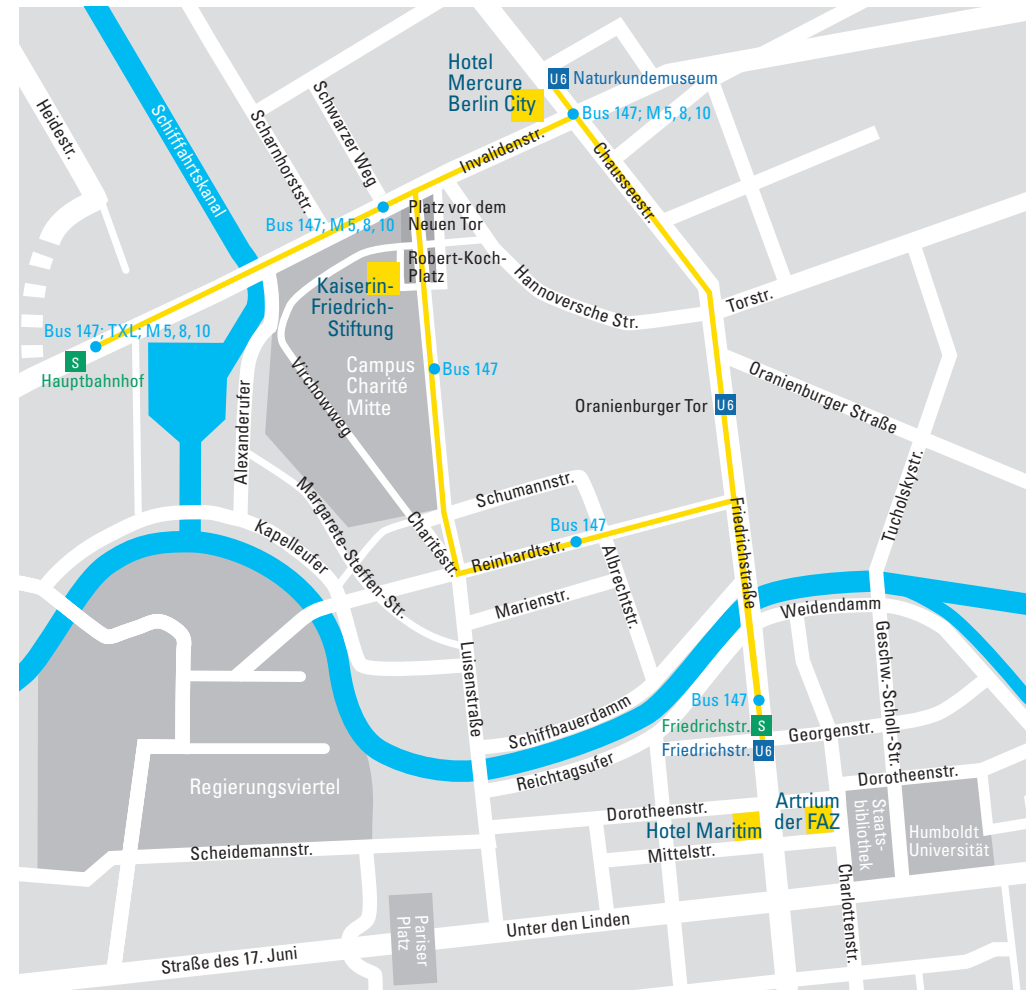 Hotel
Mercure
Berlin City
U6 Naturkundemuseum
Bus 147; M 5, 8, 10
Heidestr.
Schifffahrtskanal
Scharnhorststr.
Schwarzer Weg
Invalidenstr.
Chausseestr.
Bus 147; M 5, 8, 10
Platz vor dem
Neuen Tor
Robert-Koch-
Platz
Hannoversche Str.
Torstr.
Kaiserin-
Friedrich-
Stiftung
Bus 147; TXL; M 5, 8, 10
S
Hauptbahnhof
Virchowweg
Campus
Charité
Mitte
Bus 147
Oranienburger Tor U6
Oranienburger Straße
Alexanderufer
Tucholskystr.
Margarete-Steffen-Str.
Schumannstr.
Kapelleufer
Charitéstr.
Reinhardtstr.
Bus 147
Albrechtstr.
Friedrichstraße
Marienstr.
Weidendamm
Luisenstraße
Geschw.-Scholl-Str.
Bus 147
Schiffbauerdamm
Friedrichstr. S
Friedrichstr. U6
Georgenstr.
Reichtagsufer
Regierungsviertel
Dorotheenstr.
Dorotheenstr.
Hotel Maritim
Artrium
der FAZ
Staats-
bibliothek
Humboldt
Universität
Scheidemannstr.
Mittelstr.
Charlottenstr.
Pariser
Platz
Unter den Linden
Straße des 17. Juni